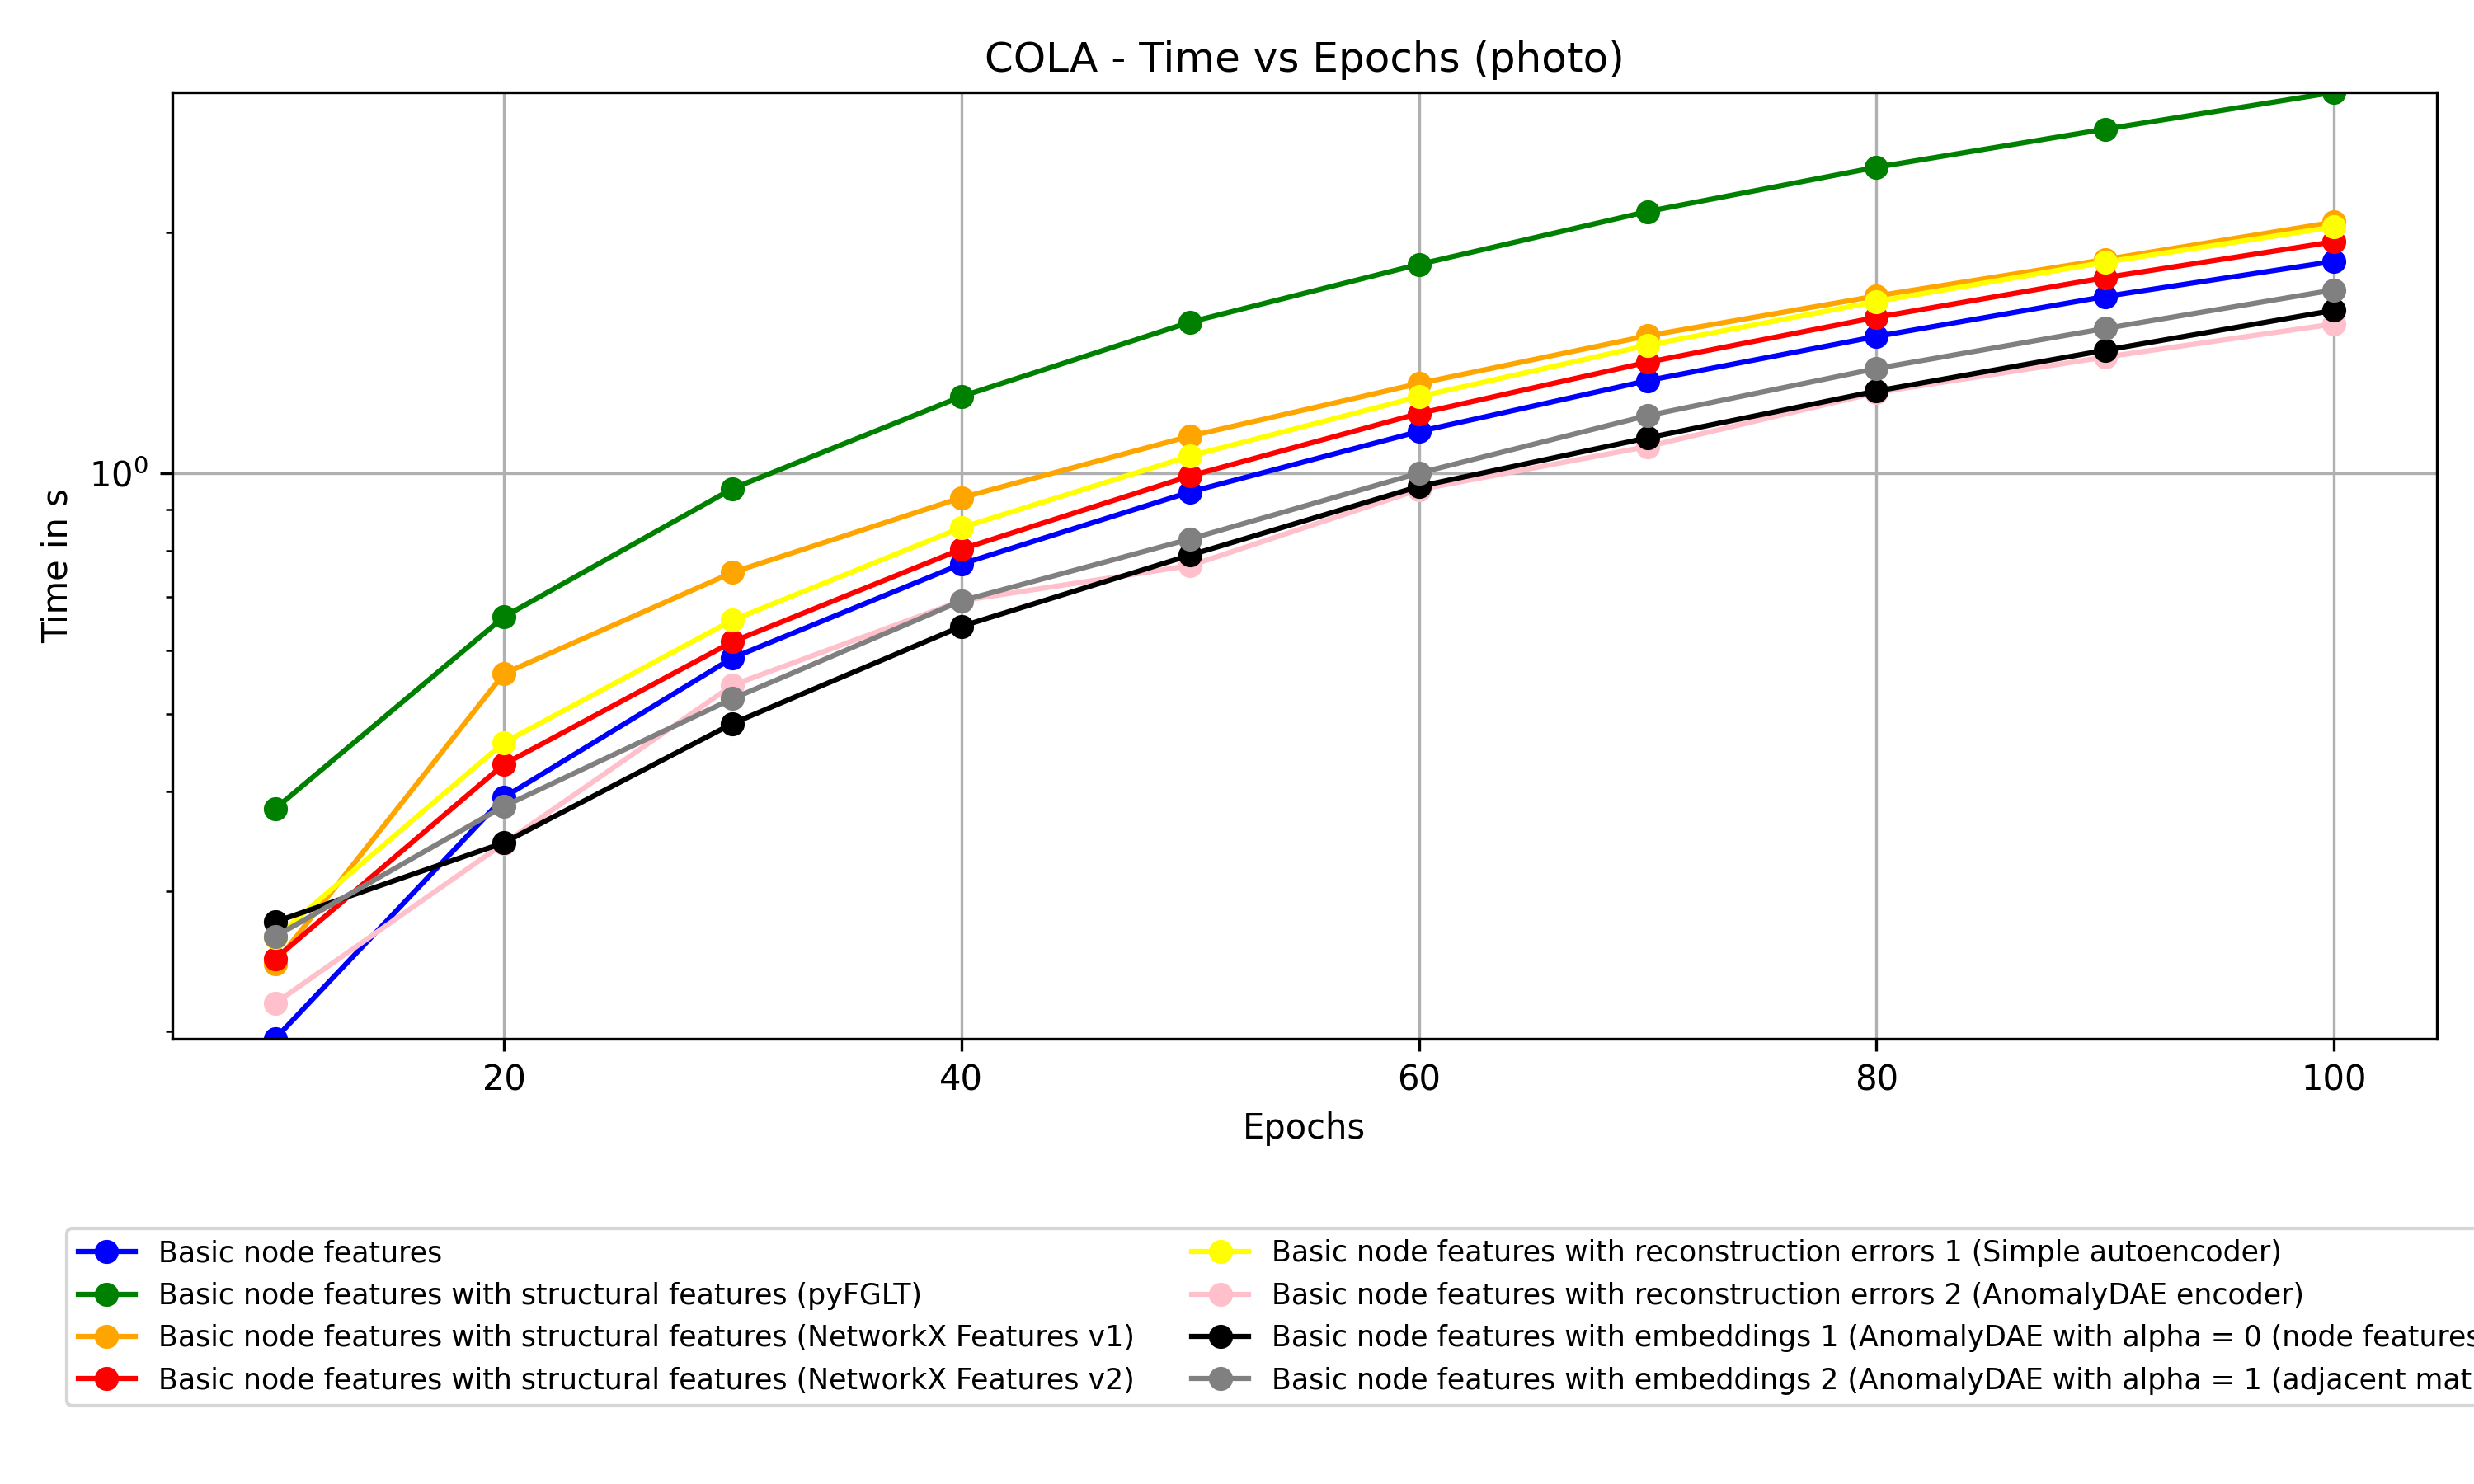 COLA - Time vs Epochs (photo)
Time in s
10⁰
20 40 60 80 100
Epochs
Basic node features
Basic node features with structural features (pyFGLT)
Basic node features with structural features (NetworkX Features v1)
Basic node features with structural features (NetworkX Features v2)
Basic node features with reconstruction errors 1 (Simple autoencoder)
Basic node features with reconstruction errors 2 (AnomalyDAE encoder)
Basic node features with embeddings 1 (AnomalyDAE with alpha = 0 (node features
Basic node features with embeddings 2 (AnomalyDAE with alpha = 1 (adjacent mat